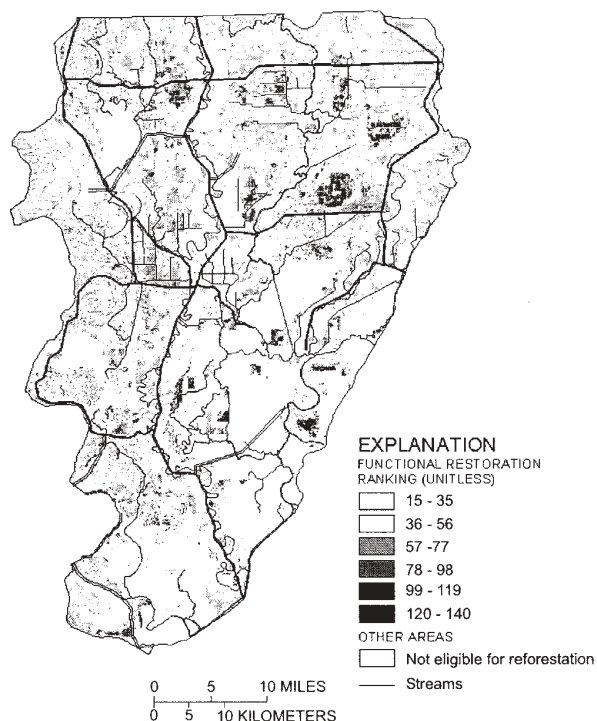 EXPLANATION
FUNCTIONAL RESTORATION
RANKING (UNITLESS)
15 - 35
36 - 56
57 -77
78 - 98
99 - 119
120 - 140
OTHER AREAS
Not eligible for reforestation
Streams
0 5 10 MILES
0 5 10 KILOMETERS